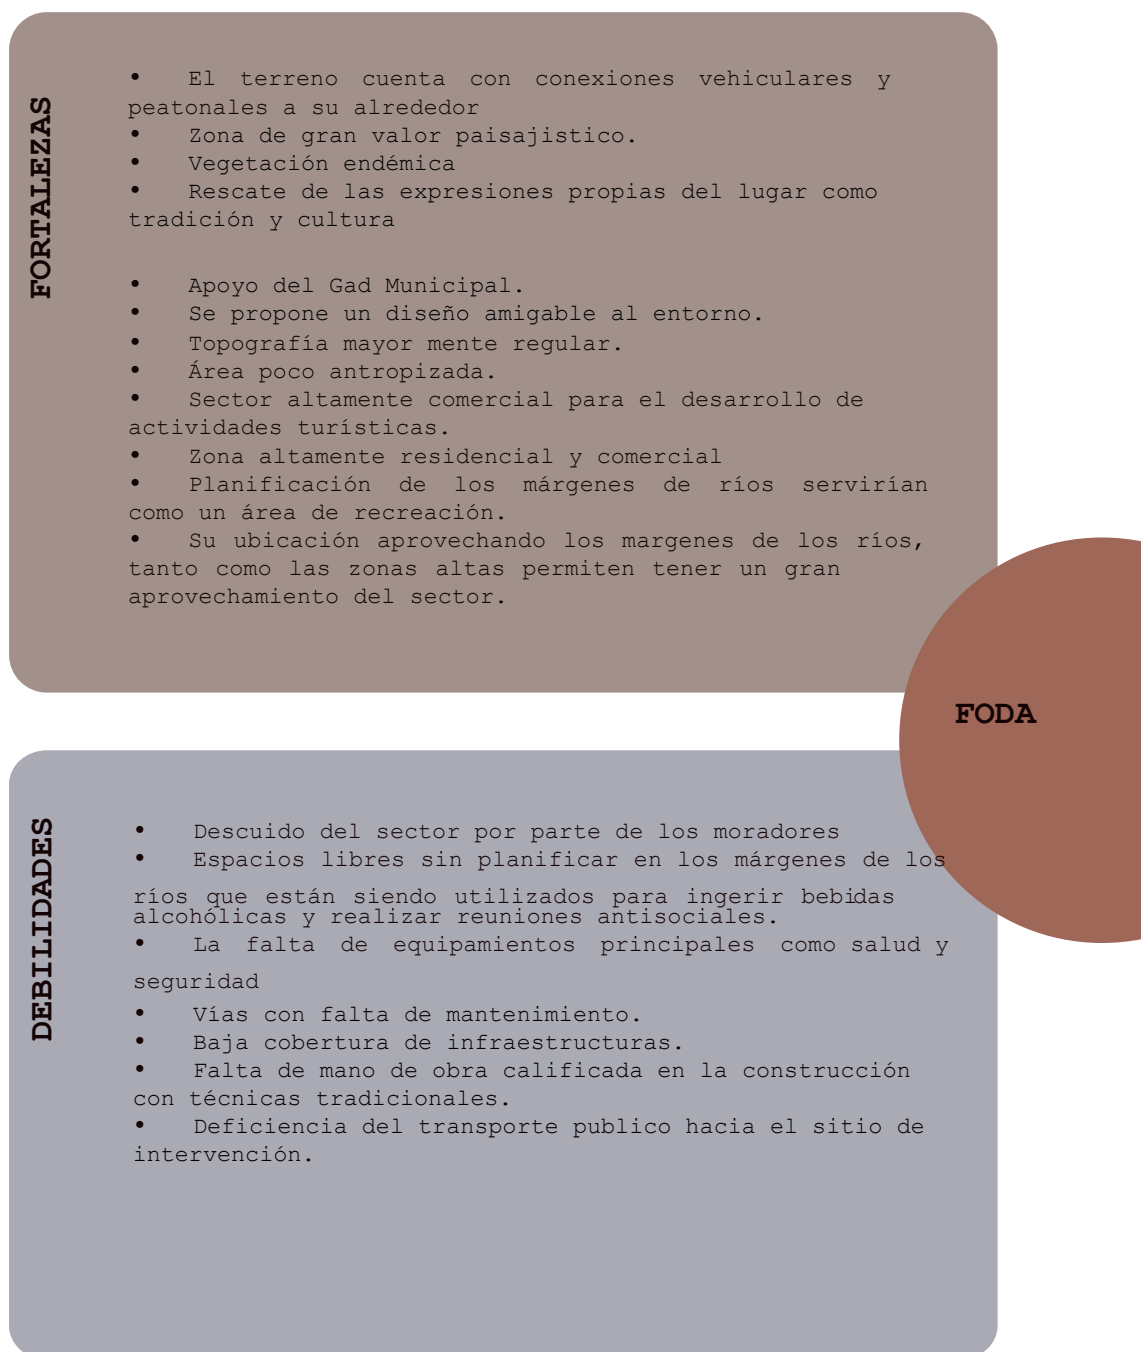 FORTALEZAS
• El terreno cuenta con conexiones vehiculares y
peatonales a su alrededor
• Zona de gran valor paisajistico.
• Vegetación endémica
• Rescate de las expresiones propias del lugar como
tradición y cultura
• Apoyo del Gad Municipal.
• Se propone un diseño amigable al entorno.
• Topografía mayor mente regular.
• Área poco antropizada.
• Sector altamente comercial para el desarrollo de
actividades turísticas.
• Zona altamente residencial y comercial
• Planificación de los márgenes de ríos servirían
como un área de recreación.
• Su ubicación aprovechando los margenes de los ríos,
tanto como las zonas altas permiten tener un gran
aprovechamiento del sector.
FODA
DEBILIDADES
• Descuido del sector por parte de los moradores
• Espacios libres sin planificar en los márgenes de los
ríos que están siendo utilizados para ingerir bebidas
alcohólicas y realizar reuniones antisociales.
• La falta de equipamientos principales como salud y
seguridad
• Vías con falta de mantenimiento.
• Baja cobertura de infraestructuras.
• Falta de mano de obra calificada en la construcción
con técnicas tradicionales.
• Deficiencia del transporte publico hacia el sitio de
intervención.